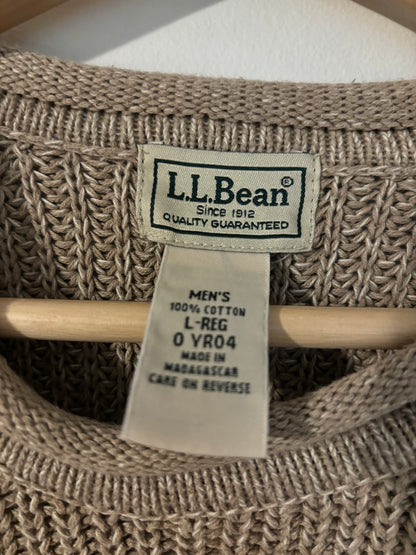 L.L.Bean®
Since 1912
QUALITY GUARANTEED
MEN'S
100% COTTON
L-REG
0 YR04
MADE IN
MADAGASCAR
CARE ON REVERSE